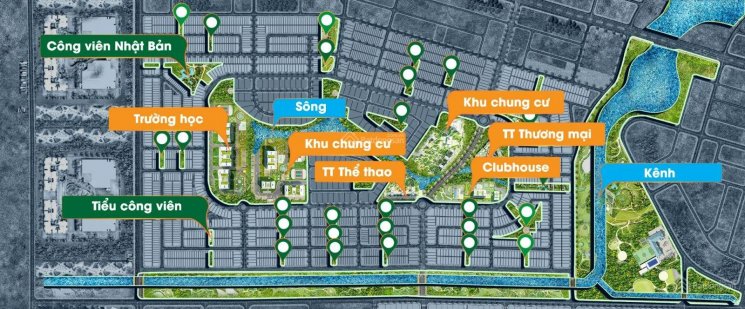 Công viên Nhật Bản
Khu chung cư
Sông
Trường học
TT Thương mại
Khu chung cư
TT Thể thao
Clubhouse
Kênh
Tiểu công viên